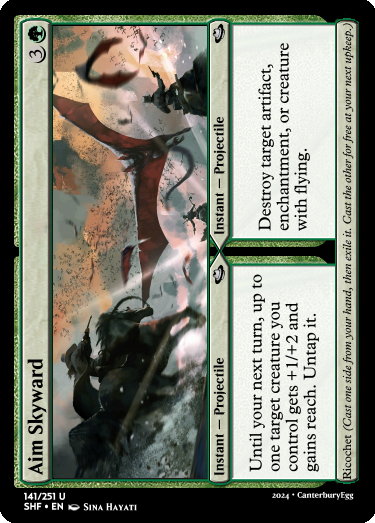 Aim Skyward
3
Instant — Projectile
Until your next turn, up to
one target creature you
control gets +1/+2 and
gains reach. Untap it.
Instant — Projectile
Destroy target artifact,
enchantment, or creature
with flying.
Ricochet (Cast one side from your hand, then exile it. Cast the other for free at your next upkeep.)
141/251 U
SHF • EN Sina Hayati
2024 • CanterburyEgg